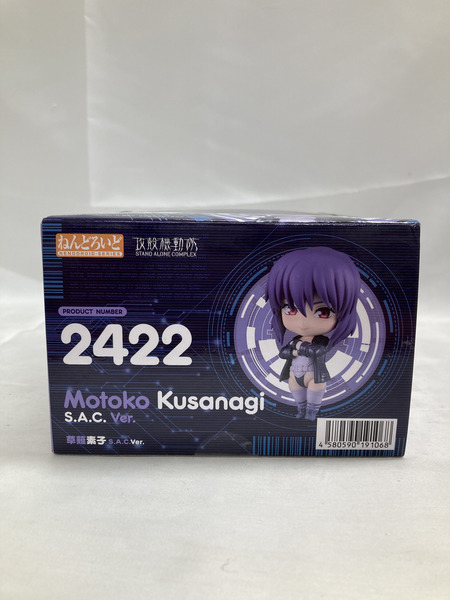 ねんどろいど
NENDOROID-SERIES
攻殻機動隊
STAND ALONE COMPLEX
PRODUCT NUMBER
2422
Motoko Kusanagi
S.A.C. Ver.
草薙素子 S.A.C.Ver.
4 580590 191068